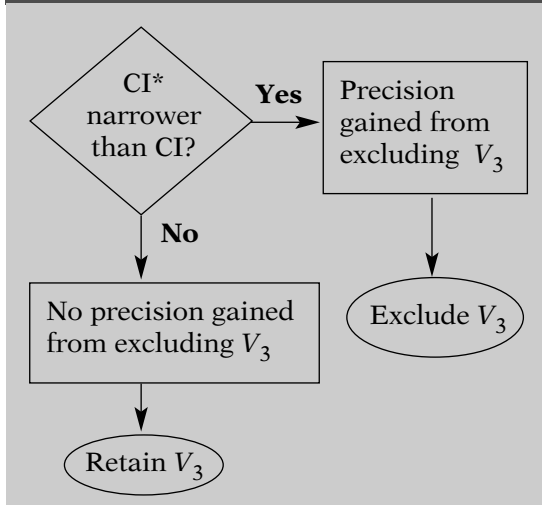 CI*
narrower
than CI?
Yes
Precision
gained from
excluding V₃
No
Exclude V₃
No precision gained
from excluding V₃
Retain V₃